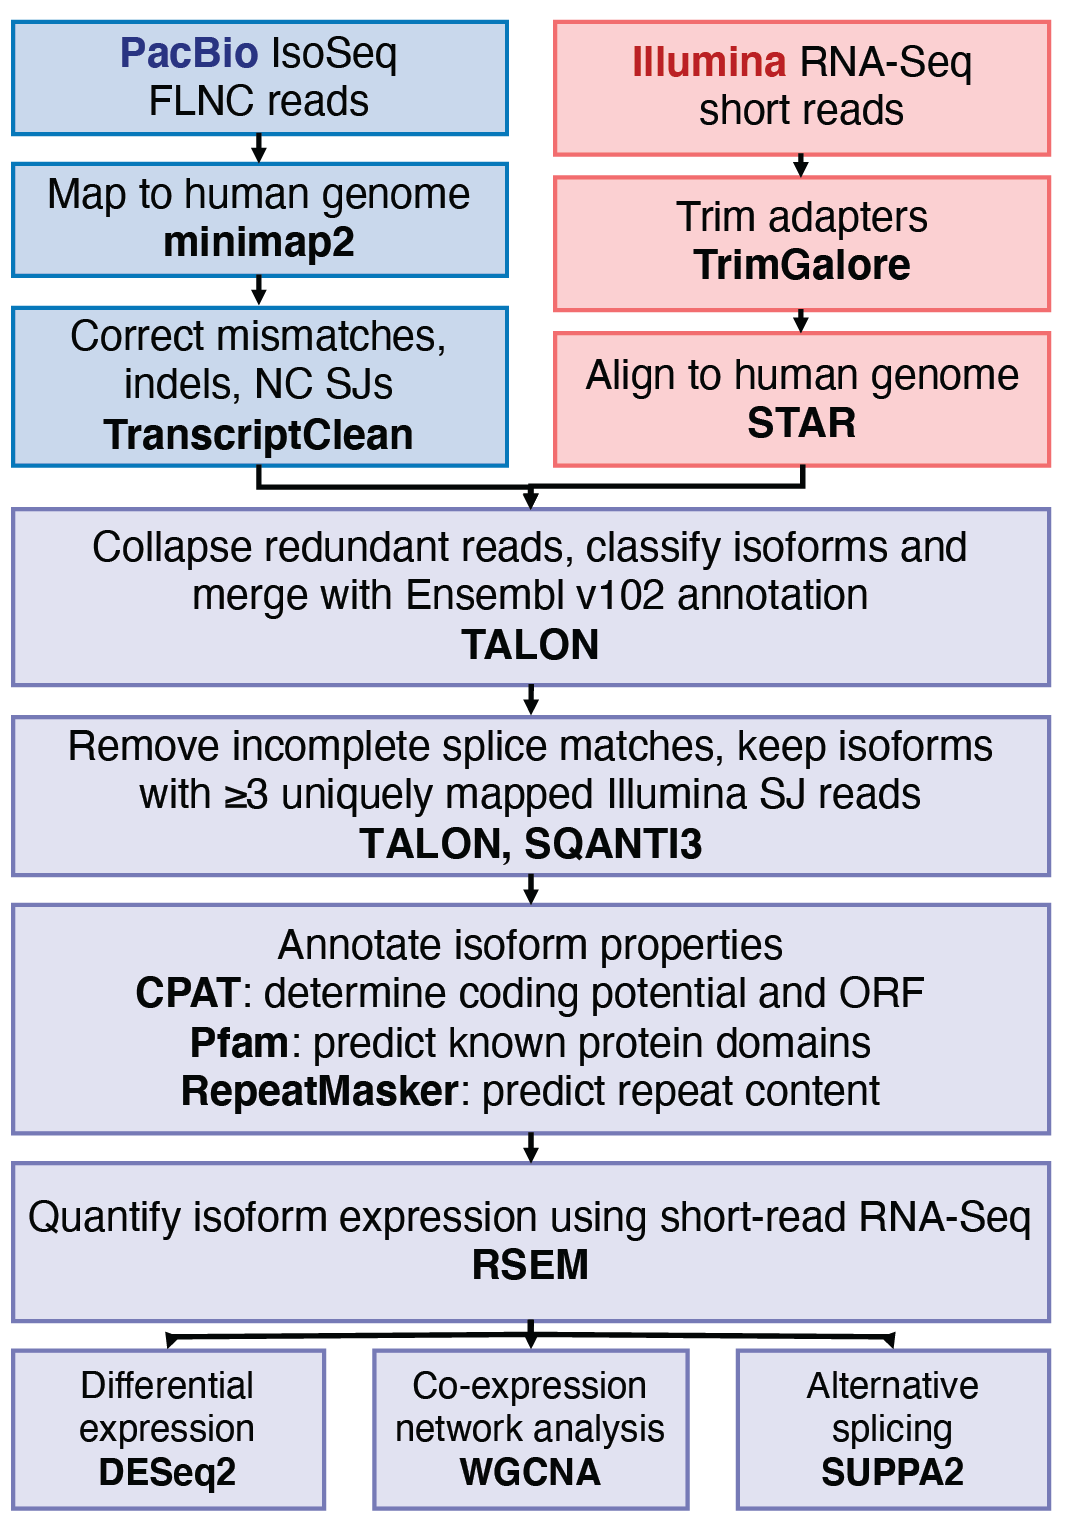 PacBio IsoSeq
FLNC reads
Map to human genome
minimap2
Correct mismatches,
indels, NC SJs
TranscriptClean
Illumina RNA-Seq
short reads
Trim adapters
TrimGalore
Align to human genome
STAR
Collapse redundant reads, classify isoforms and
merge with Ensembl v102 annotation
TALON
Remove incomplete splice matches, keep isoforms
with ≥3 uniquely mapped Illumina SJ reads
TALON, SQANTI3
Annotate isoform properties
CPAT: determine coding potential and ORF
Pfam: predict known protein domains
RepeatMasker: predict repeat content
Quantify isoform expression using short-read RNA-Seq
RSEM
Differential
expression
DESeq2
Co-expression
network analysis
WGCNA
Alternative
splicing
SUPPA2